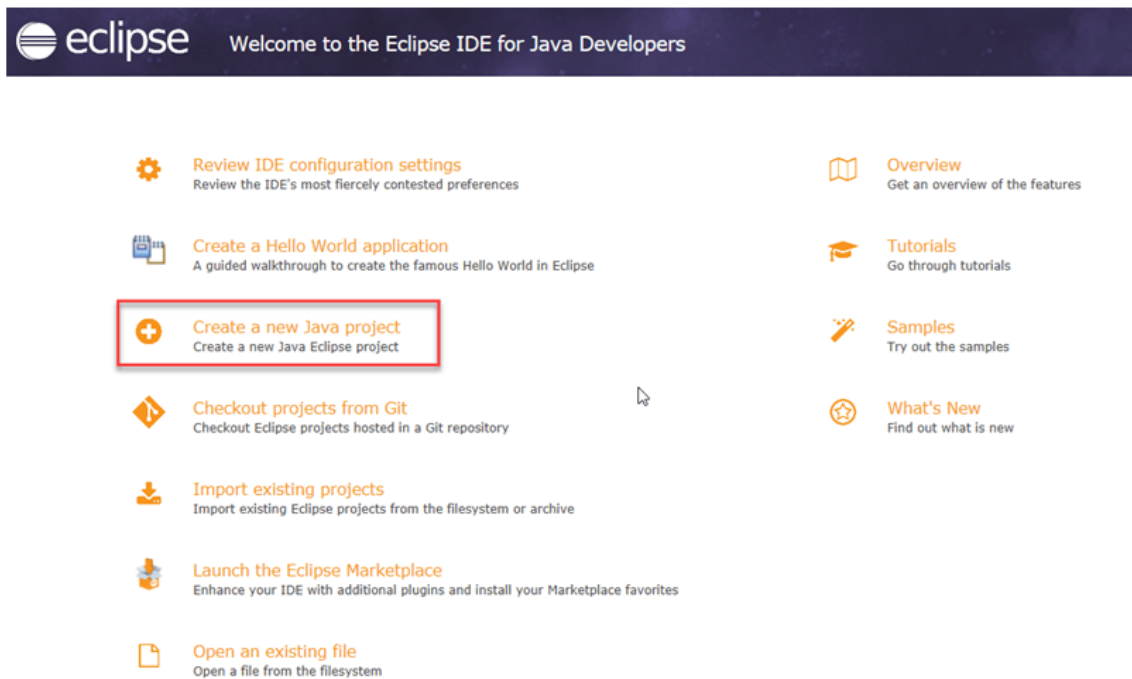 eclipse Welcome to the Eclipse IDE for Java Developers
Review IDE configuration settings
Review the IDE's most fiercely contested preferences
Create a Hello World application
A guided walkthrough to create the famous Hello World in Eclipse
Create a new Java project
Create a new Java Eclipse project
Checkout projects from Git
Checkout Eclipse projects hosted in a Git repository
Import existing projects
Import existing Eclipse projects from the filesystem or archive
Launch the Eclipse Marketplace
Enhance your IDE with additional plugins and install your Marketplace favorites
Open an existing file
Open a file from the filesystem
Overview
Get an overview of the features
Tutorials
Go through tutorials
Samples
Try out the samples
What's New
Find out what is new